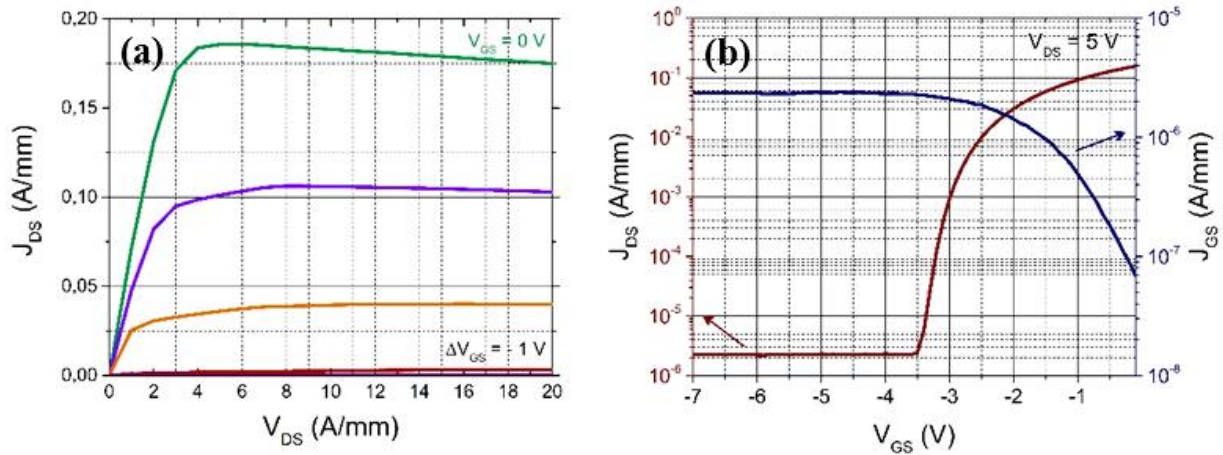 (a)
V_GS = 0 V
0,20
0,15
0,10
0,05
0,00
J_DS (A/mm)
ΔV_GS = - 1 V
0 2 4 6 8 10 12 14 16 18 20
V_DS (A/mm)
(b)
V_DS = 5 V
10^0
10^-1
10^-2
10^-3
10^-4
10^-5
10^-6
J_DS (A/mm)
10^-5
10^-6
10^-7
10^-8
J_GS (A/mm)
-7 -6 -5 -4 -3 -2 -1
V_GS (V)